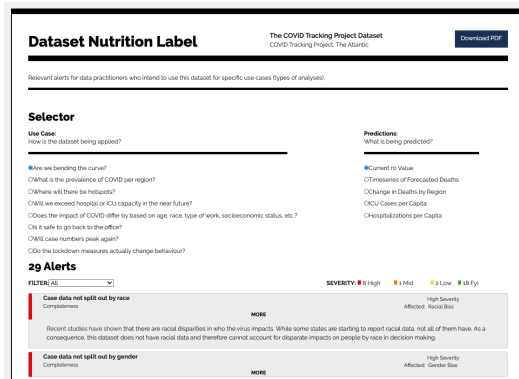 Dataset Nutrition Label
The COVID Tracking Project Dataset
COVID Tracking Project, The Atlantic
Download PDF
Relevant alerts for data practitioners who intend to use this dataset for specific use cases (types of analyses).
Selector
Use Case:
How is the dataset being applied?
Predictions:
What is being predicted?
Are we bending the curve?
What is the prevalence of COVID per region?
Where will there be hotspots?
Will we exceed hospital or ICU capacity in the near future?
Does the impact of COVID differ by based on age, race, type of work, socioeconomic status, etc.?
Is it safe to go back to the office?
Will case numbers peak again?
Do the lockdown measures actually change behaviour?
Current r0 Value
Timeseries of Forecasted Deaths
Change in Deaths by Region
ICU Cases per Capita
Hospitalizations per Capita
29 Alerts
FILTER: All
SEVERITY: 8 High 1 Mid 2 Low 18 Fyi
Case data not split out by race
Completeness
High Severity
Affected: Racial Bias
MORE
Recent studies have shown that there are racial disparities in who the virus impacts. While some states are starting to report racial data, not all of them have. As a
consequence, this dataset does not have racial data and therefore cannot account for disparate impacts on people by race in decision making.
Case data not split out by gender
Completeness
High Severity
Affected: Gender Bias
MORE